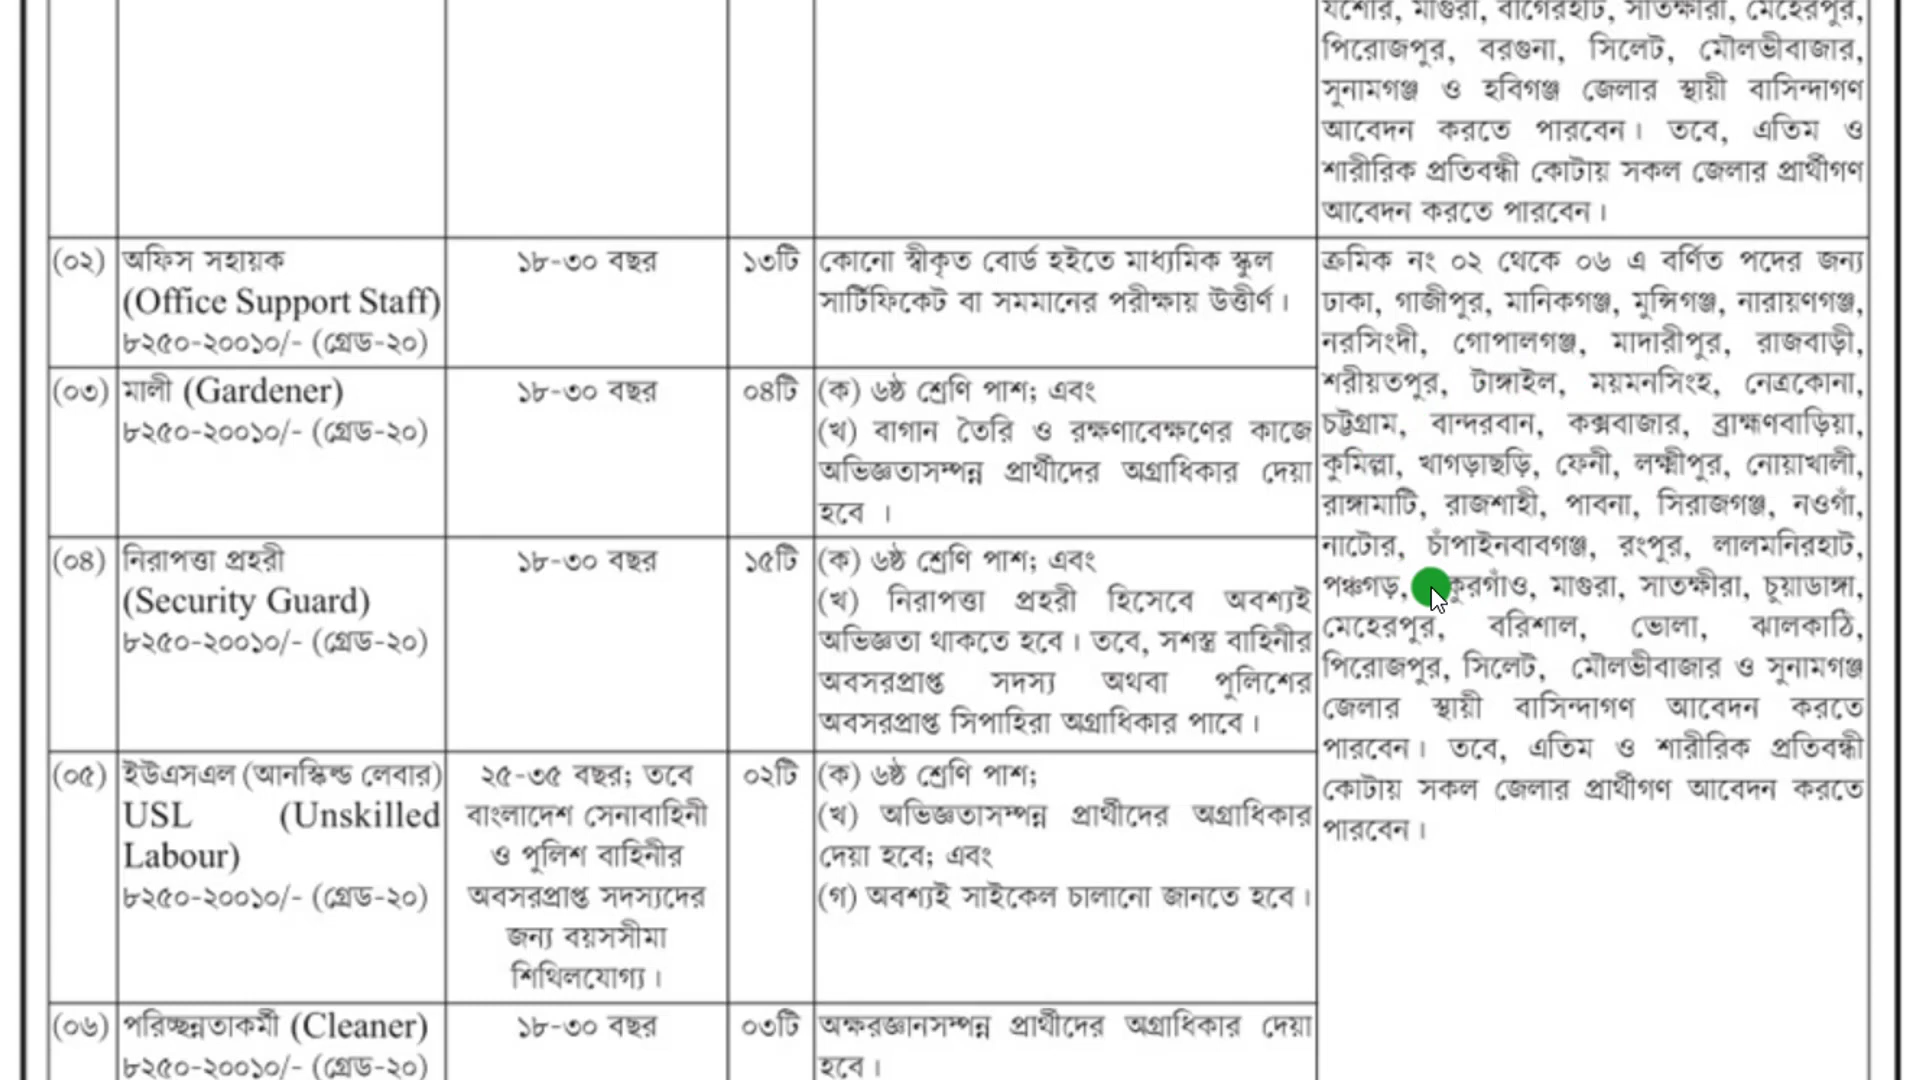 যশোর, মাগুরা, বাগেরহাট, সাতক্ষীরা, মেহেরপুর,
পিরোজপুর, বরগুনা, সিলেট, মৌলভীবাজার,
সুনামগঞ্জ ও হবিগঞ্জ জেলার স্থায়ী বাসিন্দাগণ
আবেদন করতে পারবেন। তবে, এতিম ও
শারীরিক প্রতিবন্ধী কোটায় সকল জেলার প্রার্থীগণ
আবেদন করতে পারবেন।
(০২)
অফিস সহায়ক
(Office Support Staff)
৮২৫০-২০০১০/- (গ্রেড-২০)
১৮-৩০ বছর
১৩টি
কোনো স্বীকৃত বোর্ড হইতে মাধ্যমিক স্কুল
সার্টিফিকেট বা সমমানের পরীক্ষায় উত্তীর্ণ।
ক্রমিক নং ০২ থেকে ০৬ এ বর্ণিত পদের জন্য
ঢাকা, গাজীপুর, মানিকগঞ্জ, মুন্সিগঞ্জ, নারায়ণগঞ্জ,
নরসিংদী, গোপালগঞ্জ, মাদারীপুর, রাজবাড়ী,
শরীয়তপুর, টাঙ্গাইল, ময়মনসিংহ, নেত্রকোনা,
চট্টগ্রাম, বান্দরবান, কক্সবাজার, ব্রাহ্মণবাড়িয়া,
কুমিল্লা, খাগড়াছড়ি, ফেনী, লক্ষ্মীপুর, নোয়াখালী,
রাঙ্গামাটি, রাজশাহী, পাবনা, সিরাজগঞ্জ, নওগাঁ,
নাটোর, চাঁপাইনবাবগঞ্জ, রংপুর, লালমনিরহাট,
পঞ্চগড়, কুরগাঁও, মাগুরা, সাতক্ষীরা, চুয়াডাঙ্গা,
মেহেরপুর, বরিশাল, ভোলা, ঝালকাঠি,
পিরোজপুর, সিলেট, মৌলভীবাজার ও সুনামগঞ্জ
জেলার স্থায়ী বাসিন্দাগণ আবেদন করতে
পারবেন। তবে, এতিম ও শারীরিক প্রতিবন্ধী
কোটায় সকল জেলার প্রার্থীগণ আবেদন করতে
পারবেন।
(০৩)
মালী (Gardener)
৮২৫০-২০০১০/- (গ্রেড-২০)
১৮-৩০ বছর
০৪টি
(ক) ৬ষ্ঠ শ্রেণি পাশ; এবং
(খ) বাগান তৈরি ও রক্ষণাবেক্ষণের কাজে
অভিজ্ঞতাসম্পন্ন প্রার্থীদের অগ্রাধিকার দেয়া
হবে ।
(০৪)
নিরাপত্তা প্রহরী
(Security Guard)
৮২৫০-২০০১০/- (গ্রেড-২০)
১৮-৩০ বছর
১৫টি
(ক) ৬ষ্ঠ শ্রেণি পাশ; এবং
(খ) নিরাপত্তা প্রহরী হিসেবে অবশ্যই
অভিজ্ঞতা থাকতে হবে। তবে, সশস্ত্র বাহিনীর
অবসরপ্রাপ্ত সদস্য অথবা পুলিশের
অবসরপ্রাপ্ত সিপাহিরা অগ্রাধিকার পাবে।
(০৫)
ইউএসএল (আনস্কিল্ড লেবার)
USL (Unskilled
Labour)
৮২৫০-২০০১০/- (গ্রেড-২০)
২৫-৩৫ বছর; তবে
বাংলাদেশ সেনাবাহিনী
ও পুলিশ বাহিনীর
অবসরপ্রাপ্ত সদস্যদের
জন্য বয়সসীমা
শিথিলযোগ্য।
০২টি
(ক) ৬ষ্ঠ শ্রেণি পাশ;
(খ) অভিজ্ঞতাসম্পন্ন প্রার্থীদের অগ্রাধিকার
দেয়া হবে; এবং
(গ) অবশ্যই সাইকেল চালানো জানতে হবে।
(০৬)
পরিচ্ছন্নতাকর্মী (Cleaner)
৮২৫০-২০০১০/- (গ্রেড-২০)
১৮-৩০ বছর
০৩টি
অক্ষরজ্ঞানসম্পন্ন প্রার্থীদের অগ্রাধিকার দেয়া
হবে।